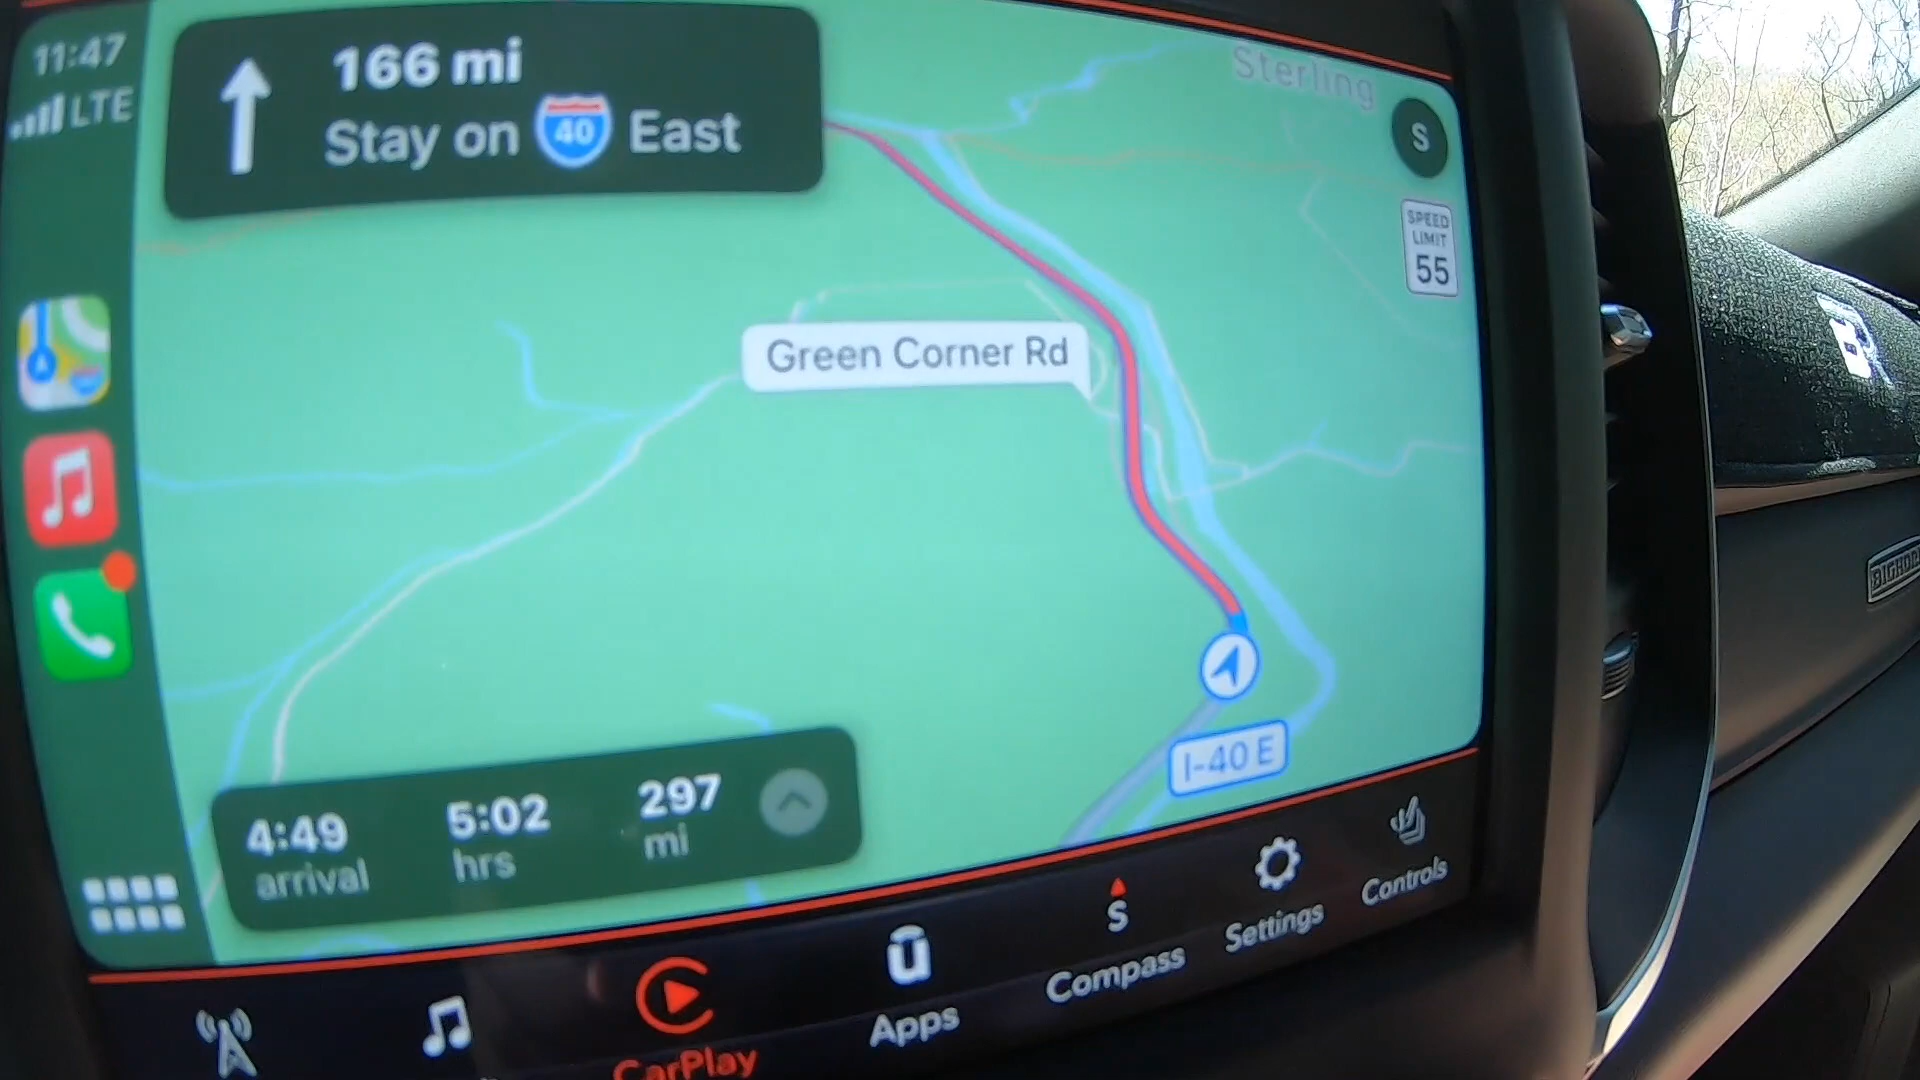 11:47
LTE
166 mi
Stay on 40 East
Sterling
S
SPEED
LIMIT
55
Green Corner Rd
I-40 E
4:49 5:02 297
arrival hrs mi
S
CarPlay Apps Compass Settings Controls